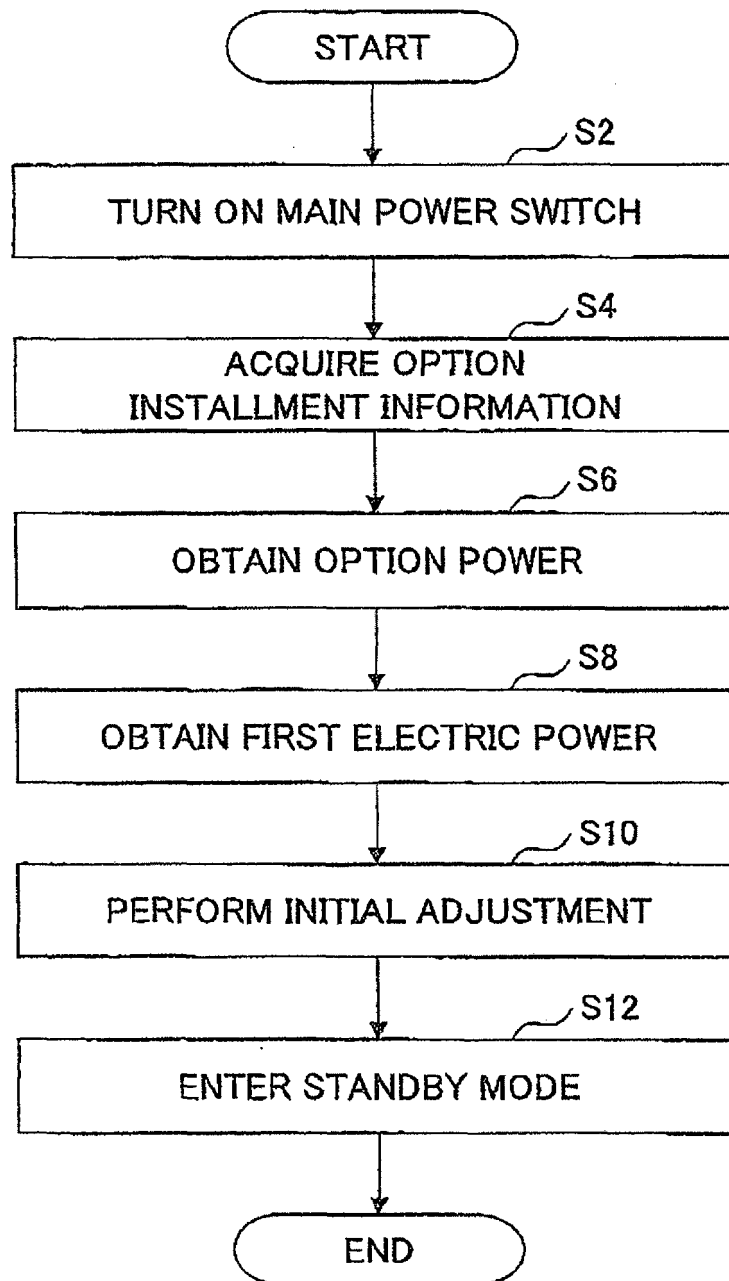 START
S2
TURN ON MAIN POWER SWITCH
S4
ACQUIRE OPTION
INSTALLMENT INFORMATION
S6
OBTAIN OPTION POWER
S8
OBTAIN FIRST ELECTRIC POWER
S10
PERFORM INITIAL ADJUSTMENT
S12
ENTER STANDBY MODE
END